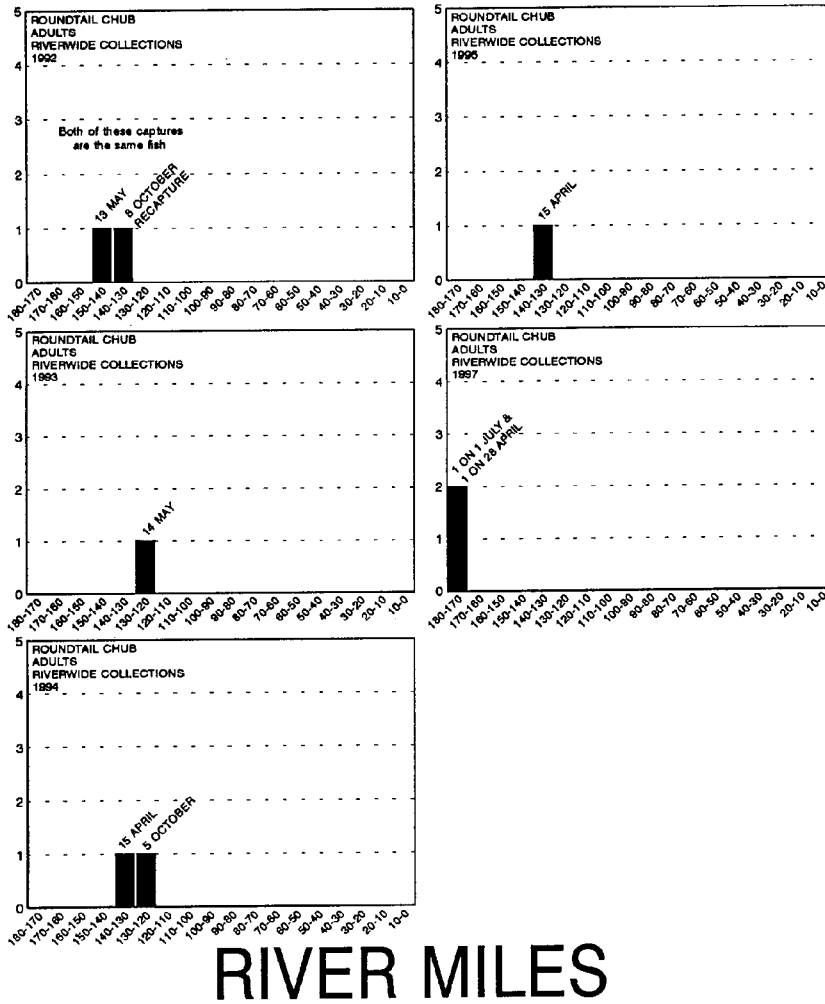 ROUNDTAIL CHUB
ADULTS
RIVERWIDE COLLECTIONS
1992
Both of these captures
are the same fish
13 MAY
8 OCTOBER
RECAPTURE
5
4
3
2
1
0
180-170 170-160 160-150 150-140 140-130 130-120 120-110 110-100 100-90 90-80 80-70 70-60 60-50 50-40 40-30 30-20 20-10 10-0
ROUNDTAIL CHUB
ADULTS
RIVERWIDE COLLECTIONS
1996
15 APRIL
5
4
3
2
1
0
180-170 170-160 160-150 150-140 140-130 130-120 120-110 110-100 100-90 90-80 80-70 70-60 60-50 50-40 40-30 30-20 20-10 10-0
ROUNDTAIL CHUB
ADULTS
RIVERWIDE COLLECTIONS
1993
14 MAY
5
4
3
2
1
0
180-170 170-160 160-150 150-140 140-130 130-120 120-110 110-100 100-90 90-80 80-70 70-60 60-50 50-40 40-30 30-20 20-10 10-0
ROUNDTAIL CHUB
ADULTS
RIVERWIDE COLLECTIONS
1997
1 ON 1 JULY &
1 ON 28 APRIL
5
4
3
2
1
0
180-170 170-160 160-150 150-140 140-130 130-120 120-110 110-100 100-90 90-80 80-70 70-60 60-50 50-40 40-30 30-20 20-10 10-0
ROUNDTAIL CHUB
ADULTS
RIVERWIDE COLLECTIONS
1994
15 APRIL
5 OCTOBER
5
4
3
2
1
0
180-170 170-160 160-150 150-140 140-130 130-120 120-110 110-100 100-90 90-80 80-70 70-60 60-50 50-40 40-30 30-20 20-10 10-0
RIVER MILES